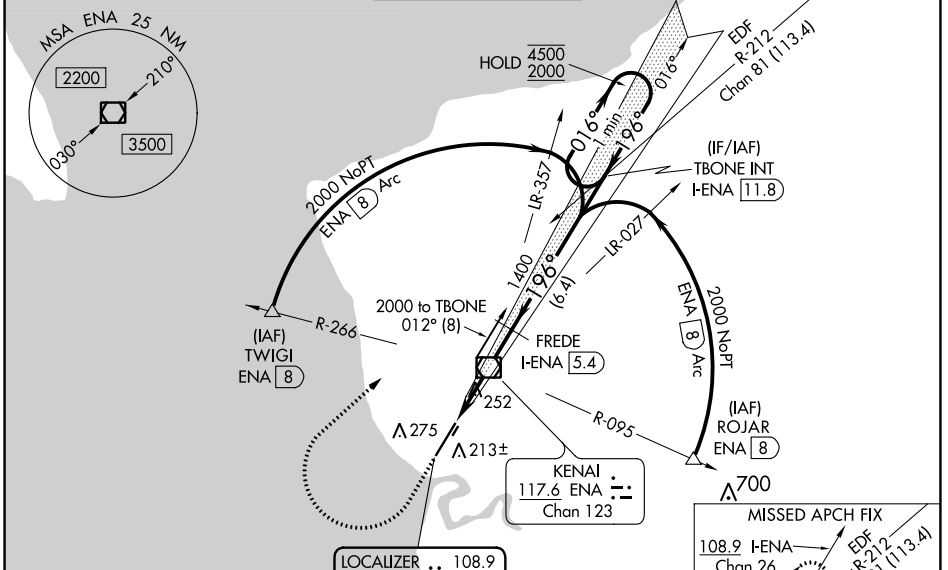 MSA ENA 25 NM
2200
210°
030°
3500
HOLD 4500
2000
016°
1 min
196°
016°
EDF
R-212
Chan 81 (113.4)
(IF/IAF)
TBONE INT
I-ENA 11.8
2000 NoPT
ENA 8 Arc
LR-357
LR-027
1400
196°
(6.4)
2000 to TBONE
012° (8)
FREDE
I-ENA 5.4
2000 NoPT
ENA 8 Arc
R-266
(IAF)
TWIGI
ENA 8
252
275
213±
R-095
(IAF)
ROJAR
ENA 8
KENAI
117.6 ENA
Chan 123
700
MISSED APCH FIX
108.9 I-ENA
Chan 26
EDF
R-212
81 (113.4)
LOCALIZER 108.9